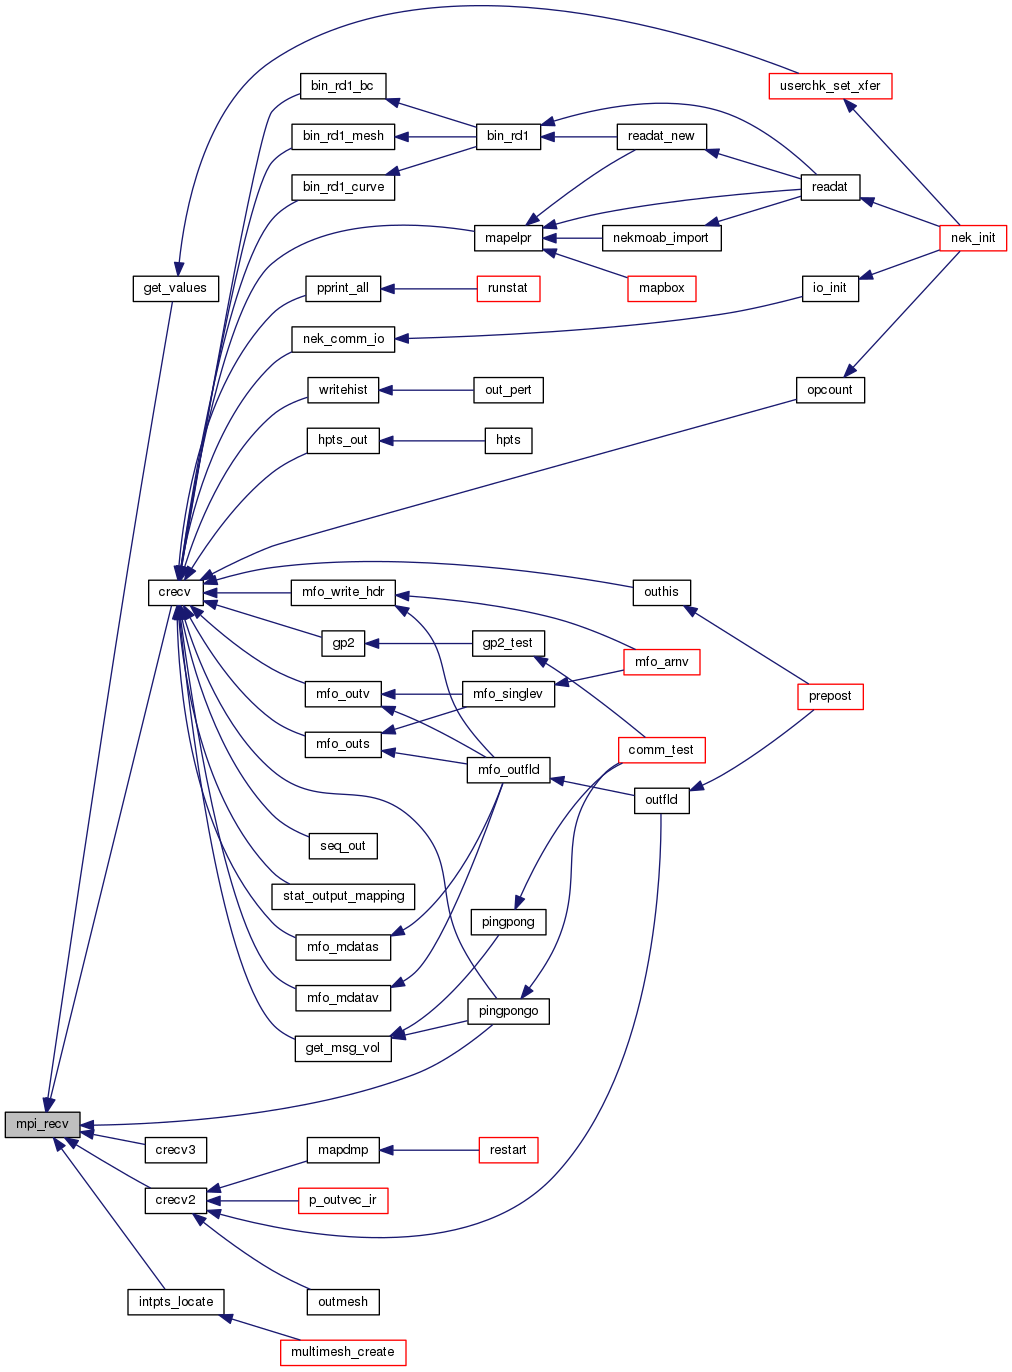 bin_rd1_bc
userchk_set_xfer
bin_rd1_mesh
bin_rd1
readat_new
bin_rd1_curve
readat
mapelpr
nekmoab_import
nek_init
get_values
pprint_all
runstat
mapbox
io_init
nek_comm_io
writehist
out_pert
opcount
hpts_out
hpts
crecv
mfo_write_hdr
outhis
gp2
gp2_test
mfo_arnv
mfo_outv
mfo_singlev
prepost
mfo_outs
comm_test
mfo_outfld
outfld
seq_out
stat_output_mapping
pingpong
mfo_mdatas
mfo_mdatav
pingpongo
get_msg_vol
mpi_recv
crecv3
mapdmp
restart
crecv2
p_outvec_ir
intpts_locate
outmesh
multimesh_create